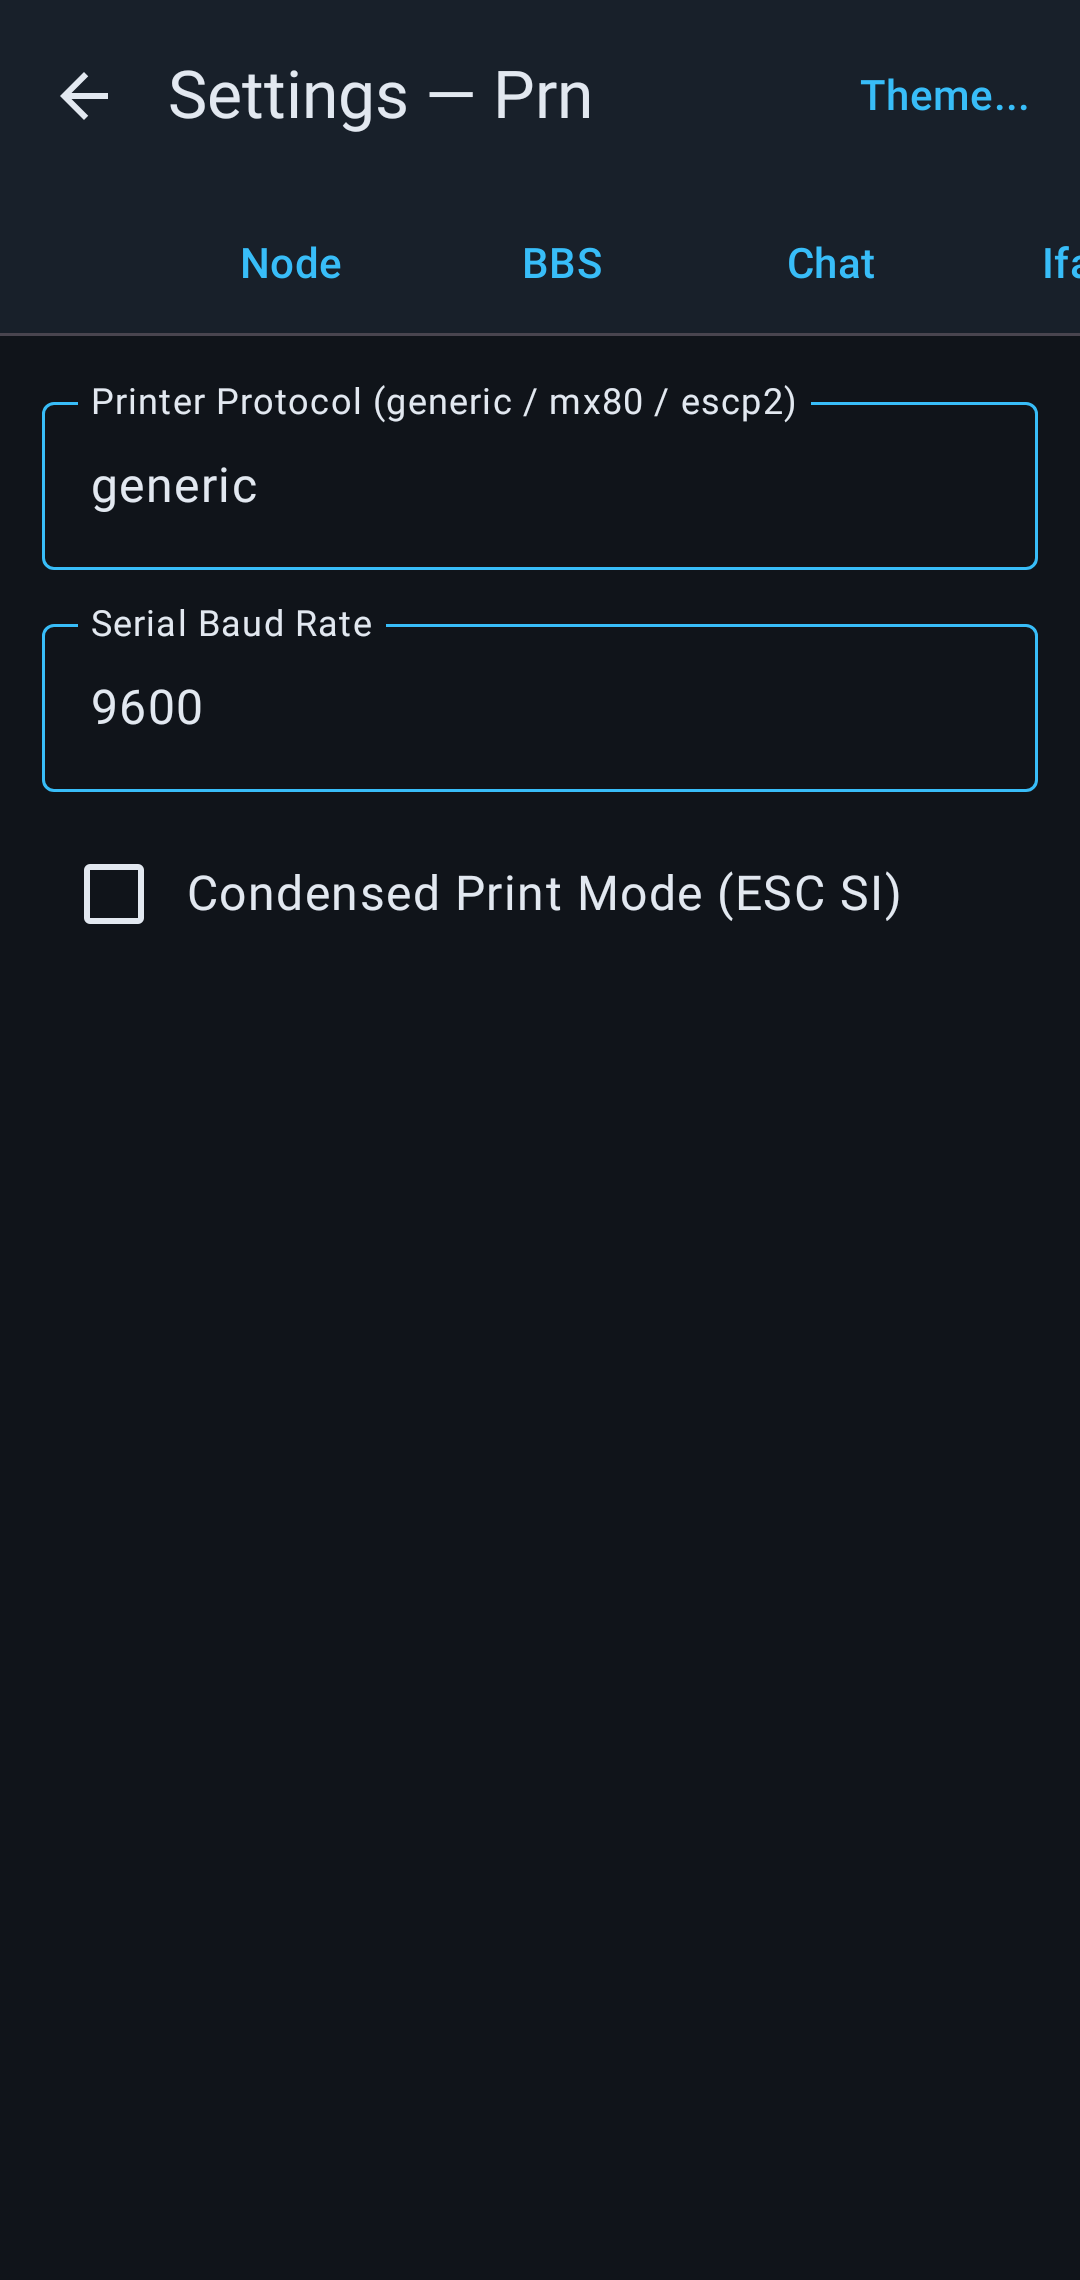 Settings — Prn
Theme...
Node BBS Chat Ifa
Printer Protocol (generic / mx80 / escp2)
generic
Serial Baud Rate
9600
Condensed Print Mode (ESC SI)